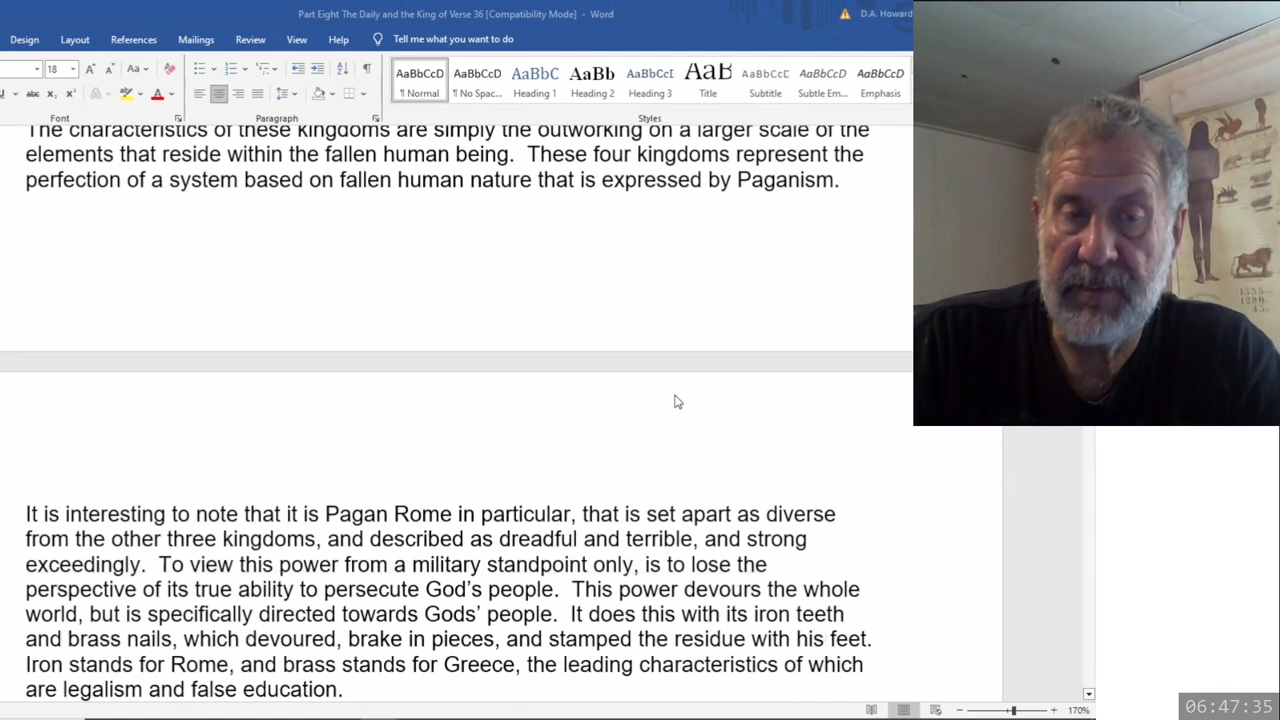 Part Eight The Daily and the King of Verse 36 [Compatibility Mode] - Word
D.A. Howard
Design Layout References Mailings Review View Help Tell me what you want to do
18 Aa
AaBbCcD AaBbCcD AaBbC AaBb AaBbCcI AaB AaBbCcD AaBbCcD AaBbCcD
¶ Normal ¶ No Spac... Heading 1 Heading 2 Heading 3 Title Subtitle Subtle Em... Emphasis
Font Paragraph Styles
The characteristics of these kingdoms are simply the outworking on a larger scale of the
elements that reside within the fallen human being. These four kingdoms represent the
perfection of a system based on fallen human nature that is expressed by Paganism.
It is interesting to note that it is Pagan Rome in particular, that is set apart as diverse
from the other three kingdoms, and described as dreadful and terrible, and strong
exceedingly. To view this power from a military standpoint only, is to lose the
perspective of its true ability to persecute God's people. This power devours the whole
world, but is specifically directed towards Gods' people. It does this with its iron teeth
and brass nails, which devoured, brake in pieces, and stamped the residue with his feet.
Iron stands for Rome, and brass stands for Greece, the leading characteristics of which
are legalism and false education.
170%
06:47:35
1335
1290